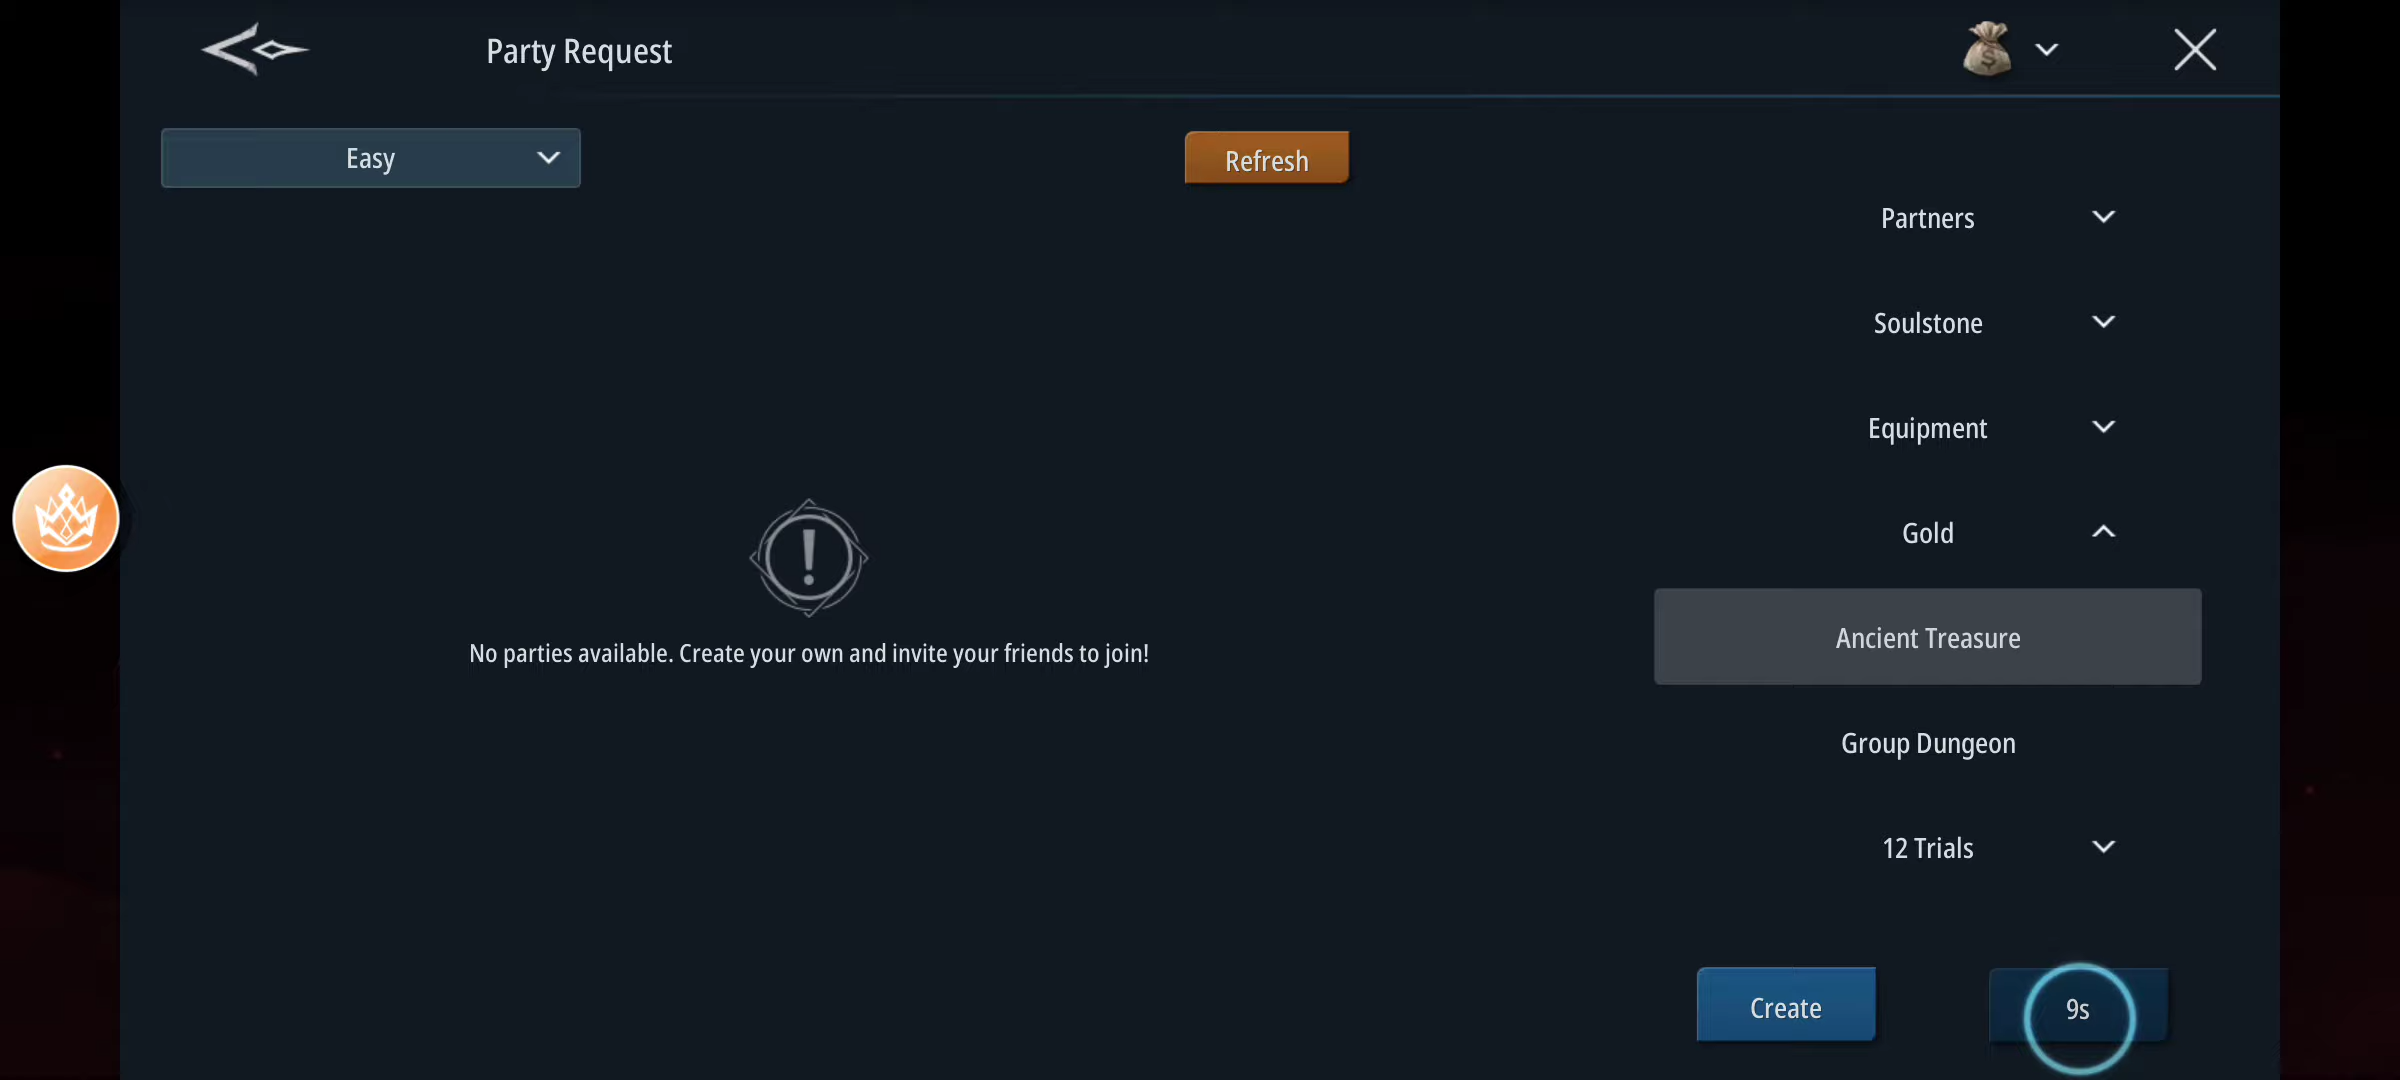 Party Request
Easy
Refresh
Partners
Soulstone
Equipment
Gold
Ancient Treasure
No parties available. Create your own and invite your friends to join!
Group Dungeon
12 Trials
Create
9s